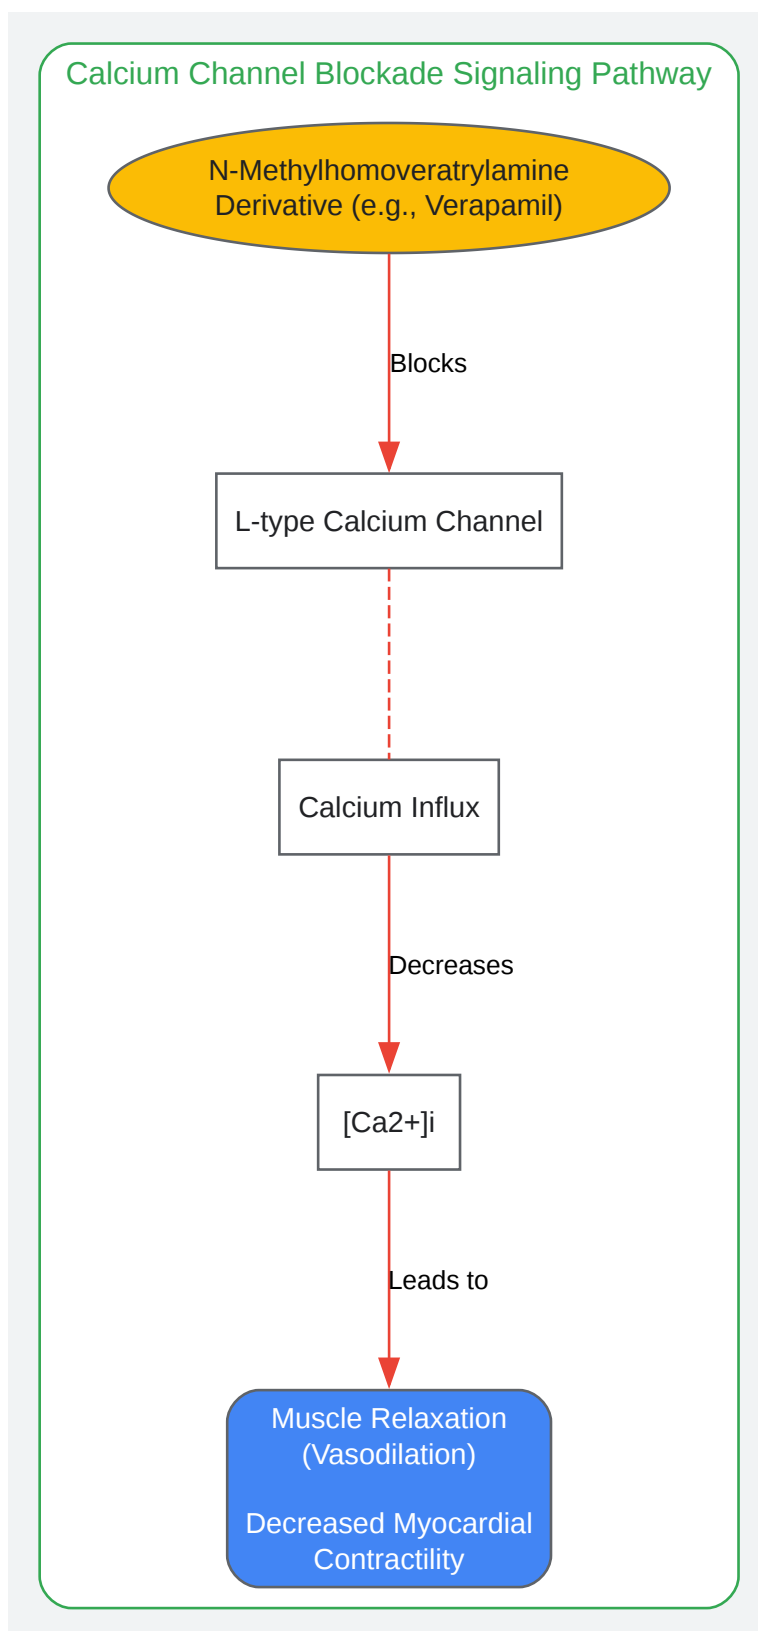 Calcium Channel Blockade Signaling Pathway
N-Methylhomoveratrylamine
Derivative (e.g., Verapamil)
Blocks
L-type Calcium Channel
Calcium Influx
Decreases
[Ca2+]i
Leads to
Muscle Relaxation
(Vasodilation)
Decreased Myocardial
Contractility